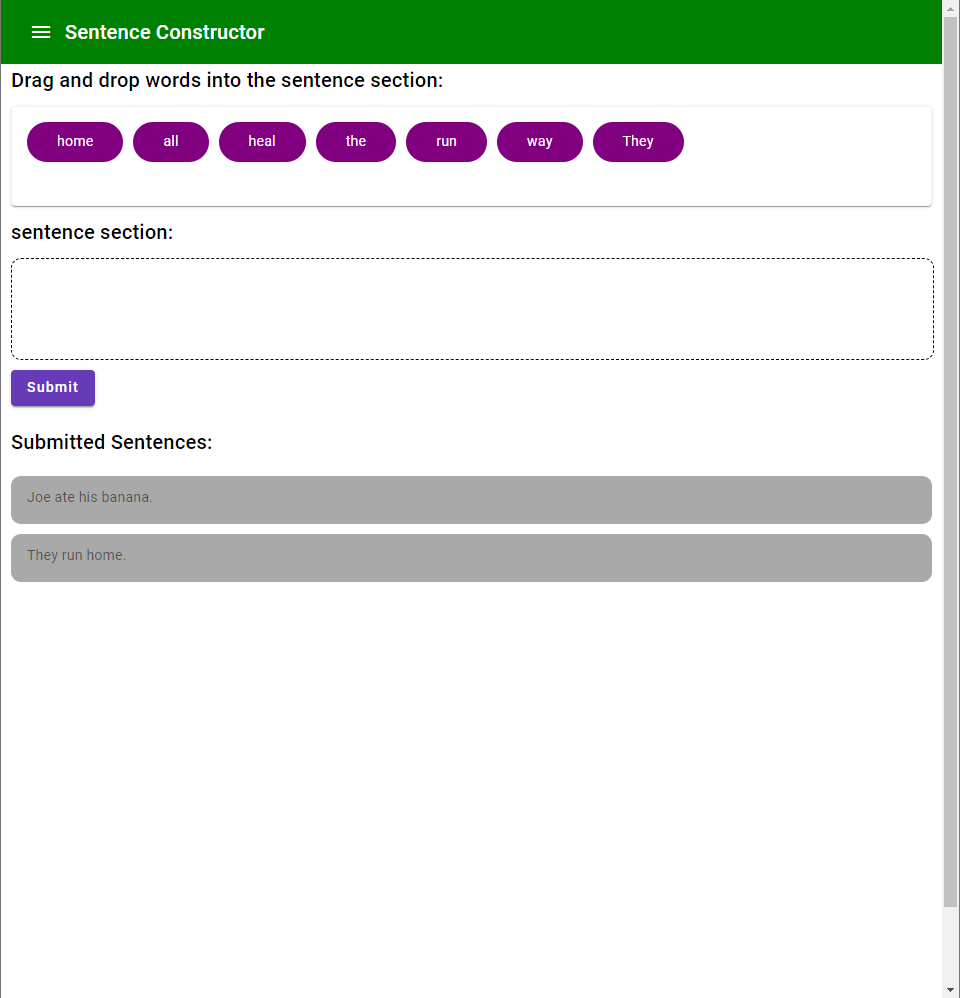 Sentence Constructor
Drag and drop words into the sentence section:
home all heal the run way They
sentence section:
Submit
Submitted Sentences:
Joe ate his banana.
They run home.